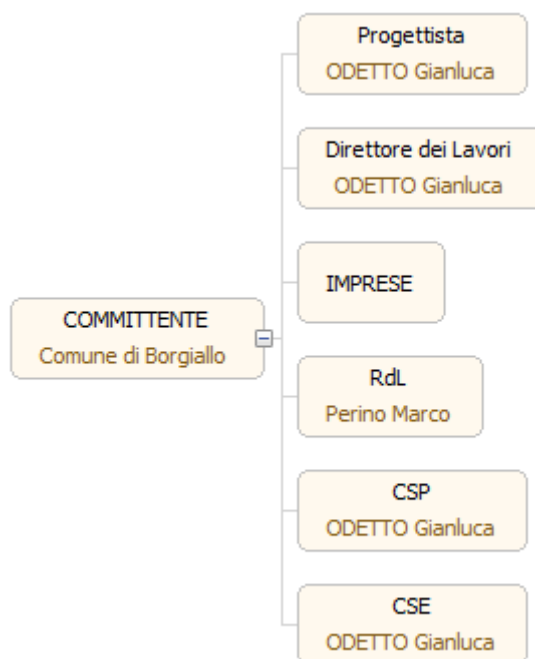 Progettista
ODETTO Gianluca
Direttore dei Lavori
ODETTO Gianluca
IMPRESE
COMMITTENTE
Comune di Borgiallo
RdL
Perino Marco
CSP
ODETTO Gianluca
CSE
ODETTO Gianluca